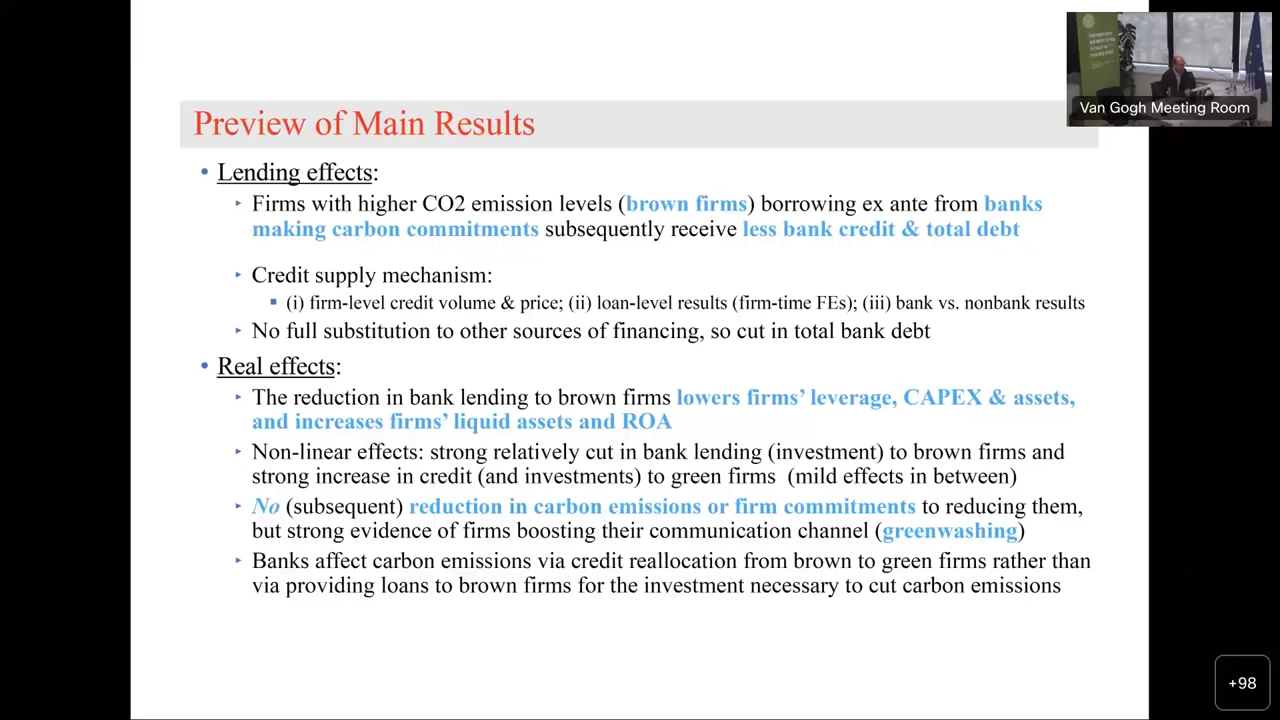 Preview of Main Results
Van Gogh Meeting Room
• Lending effects:
‣ Firms with higher CO2 emission levels (brown firms) borrowing ex ante from banks
making carbon commitments subsequently receive less bank credit & total debt
‣ Credit supply mechanism:
▪ (i) firm-level credit volume & price; (ii) loan-level results (firm-time FEs); (iii) bank vs. nonbank results
‣ No full substitution to other sources of financing, so cut in total bank debt
• Real effects:
‣ The reduction in bank lending to brown firms lowers firms’ leverage, CAPEX & assets,
and increases firms’ liquid assets and ROA
‣ Non-linear effects: strong relatively cut in bank lending (investment) to brown firms and
strong increase in credit (and investments) to green firms (mild effects in between)
‣ No (subsequent) reduction in carbon emissions or firm commitments to reducing them,
but strong evidence of firms boosting their communication channel (greenwashing)
‣ Banks affect carbon emissions via credit reallocation from brown to green firms rather than
via providing loans to brown firms for the investment necessary to cut carbon emissions
+98